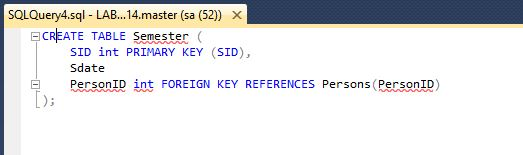 SQLQuery4.sql - LAB...14.master (sa (52))* X
CREATE TABLE Semester (
SID int PRIMARY KEY (SID),
Sdate
PersonID int FOREIGN KEY REFERENCES Persons(PersonID)
);